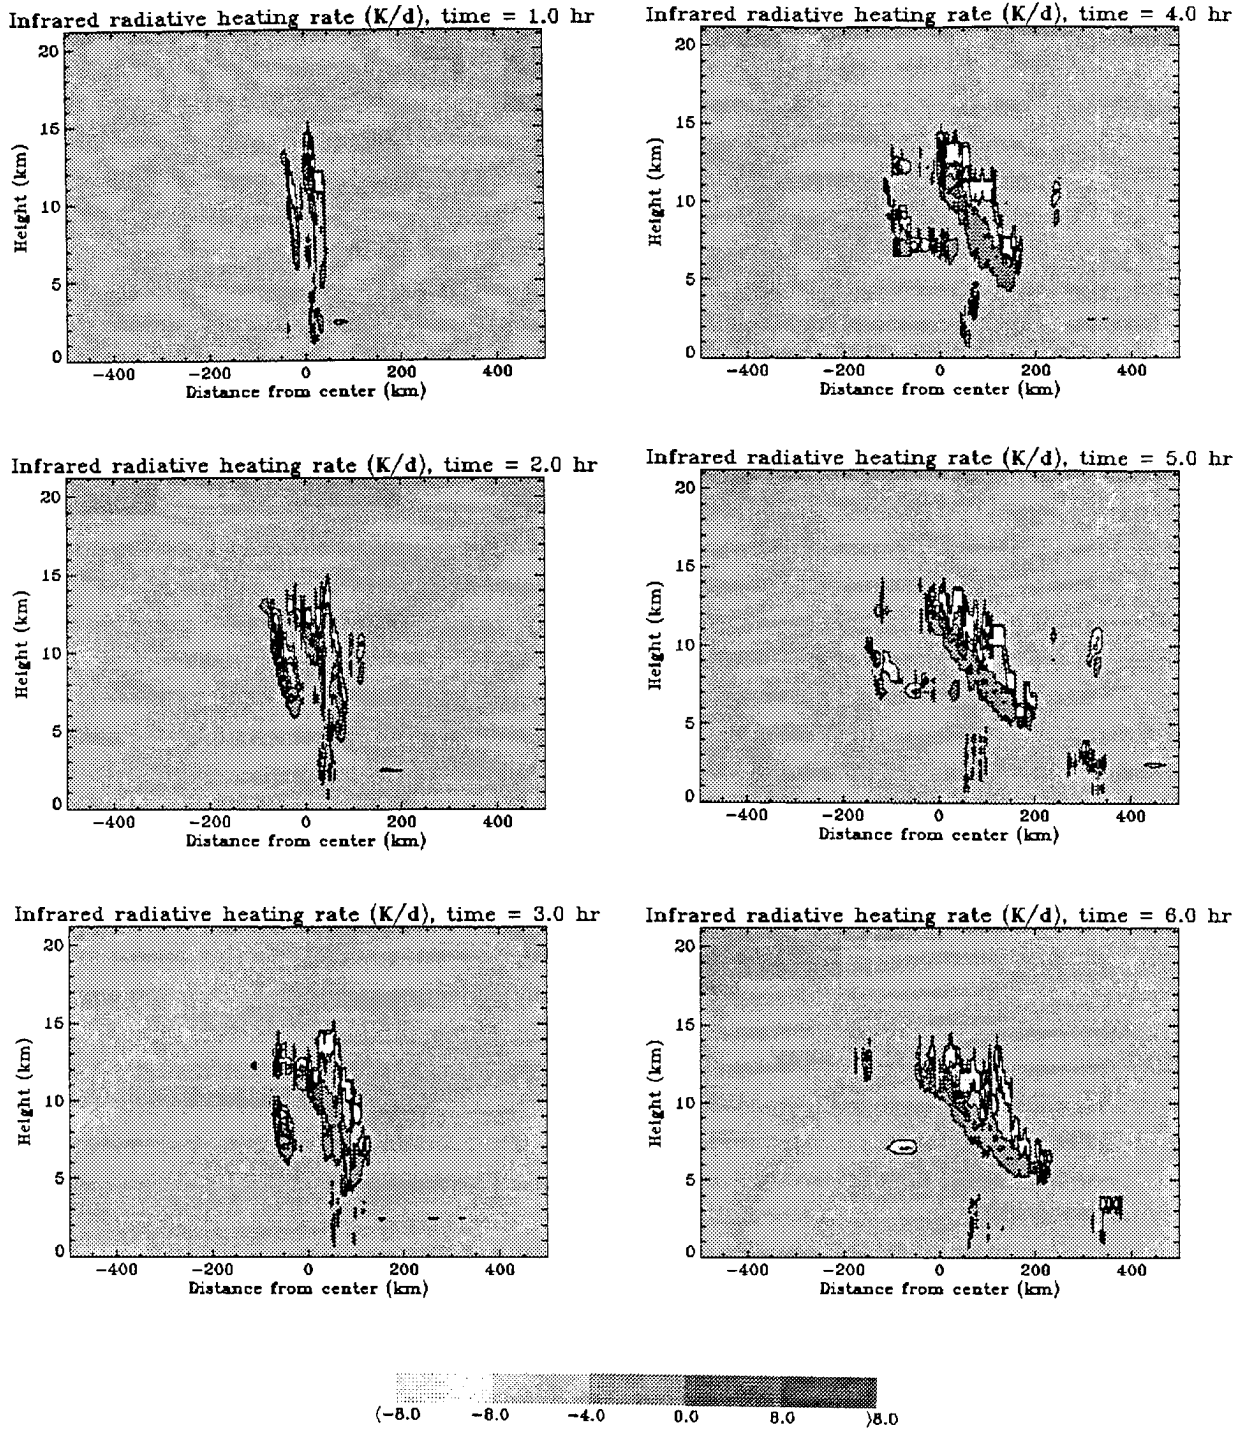 Infrared radiative heating rate (K/d), time = 1.0 hr
20
15
10
5
0
Height (km)
-400 -200 0 200 400
Distance from center (km)
Infrared radiative heating rate (K/d), time = 4.0 hr
20
15
10
5
0
Height (km)
-400 -200 0 200 400
Distance from center (km)
Infrared radiative heating rate (K/d), time = 2.0 hr
20
15
10
5
0
Height (km)
-400 -200 0 200 400
Distance from center (km)
Infrared radiative heating rate (K/d), time = 5.0 hr
20
15
10
5
0
Height (km)
-400 -200 0 200 400
Distance from center (km)
Infrared radiative heating rate (K/d), time = 3.0 hr
20
15
10
5
0
Height (km)
-400 -200 0 200 400
Distance from center (km)
Infrared radiative heating rate (K/d), time = 6.0 hr
20
15
10
5
0
Height (km)
-400 -200 0 200 400
Distance from center (km)
⟨-8.0 -8.0 -4.0 0.0 8.0 ⟩8.0